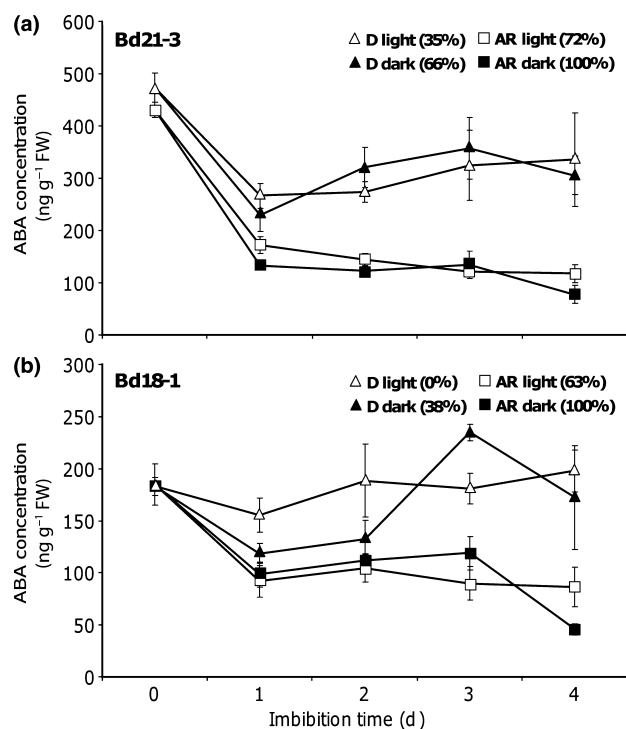 (a)
Bd21-3
D light (35%)
AR light (72%)
D dark (66%)
AR dark (100%)
ABA concentration
(ng g⁻¹ FW)
600
500
400
300
200
100
0
(b)
Bd18-1
D light (0%)
AR light (63%)
D dark (38%)
AR dark (100%)
ABA concentration
(ng g⁻¹ FW)
300
250
200
150
100
50
0
0 1 2 3 4
Imbibition time (d)